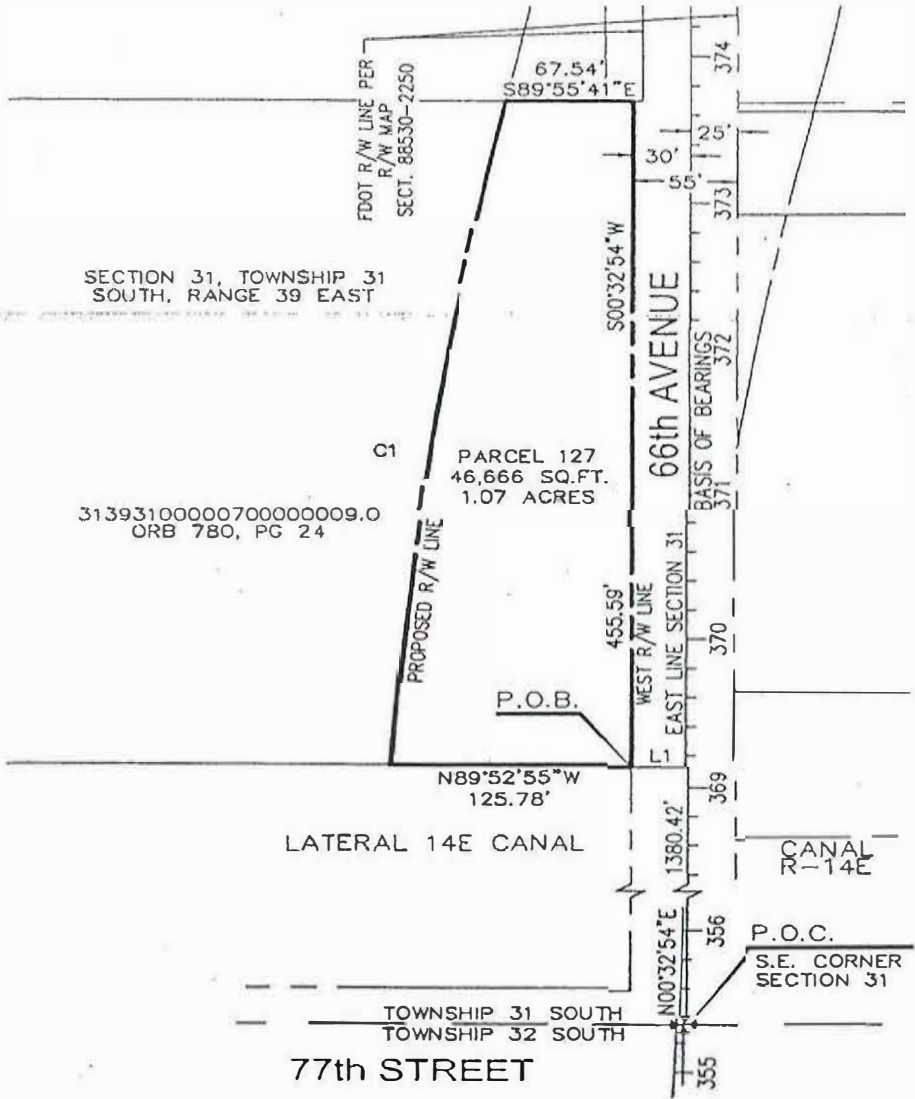 FDOT R/W LINE PER
R/W MAP
SECT. 88530-2250
67.54'
S89°55'41"E
374
25'
30'
55'
373
SECTION 31, TOWNSHIP 31
SOUTH, RANGE 39 EAST
S00°32'54"W
66th AVENUE
BASIS OF BEARINGS
372
371
C1
PARCEL 127
46,666 SQ.FT.
1.07 ACRES
31393100000700000009.0
ORB 780, PG 24
PROPOSED R/W LINE
455.59'
WEST R/W LINE
EAST LINE SECTION 31
370
P.O.B.
L1
N89°52'55"W
125.78'
369
LATERAL 14E CANAL
1380.42'
CANAL
R-14E
N00°32'54"E
356
P.O.C.
S.E. CORNER
SECTION 31
TOWNSHIP 31 SOUTH
TOWNSHIP 32 SOUTH
77th STREET
355